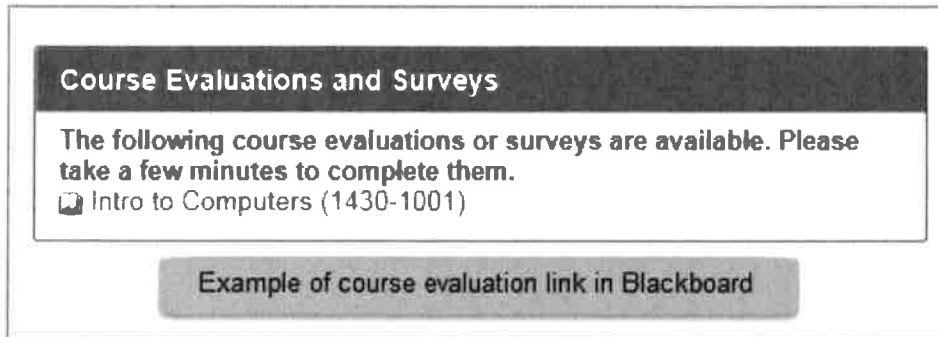 Course Evaluations and Surveys
The following course evaluations or surveys are available. Please
take a few minutes to complete them.
Intro to Computers (1430-1001)
Example of course evaluation link in Blackboard